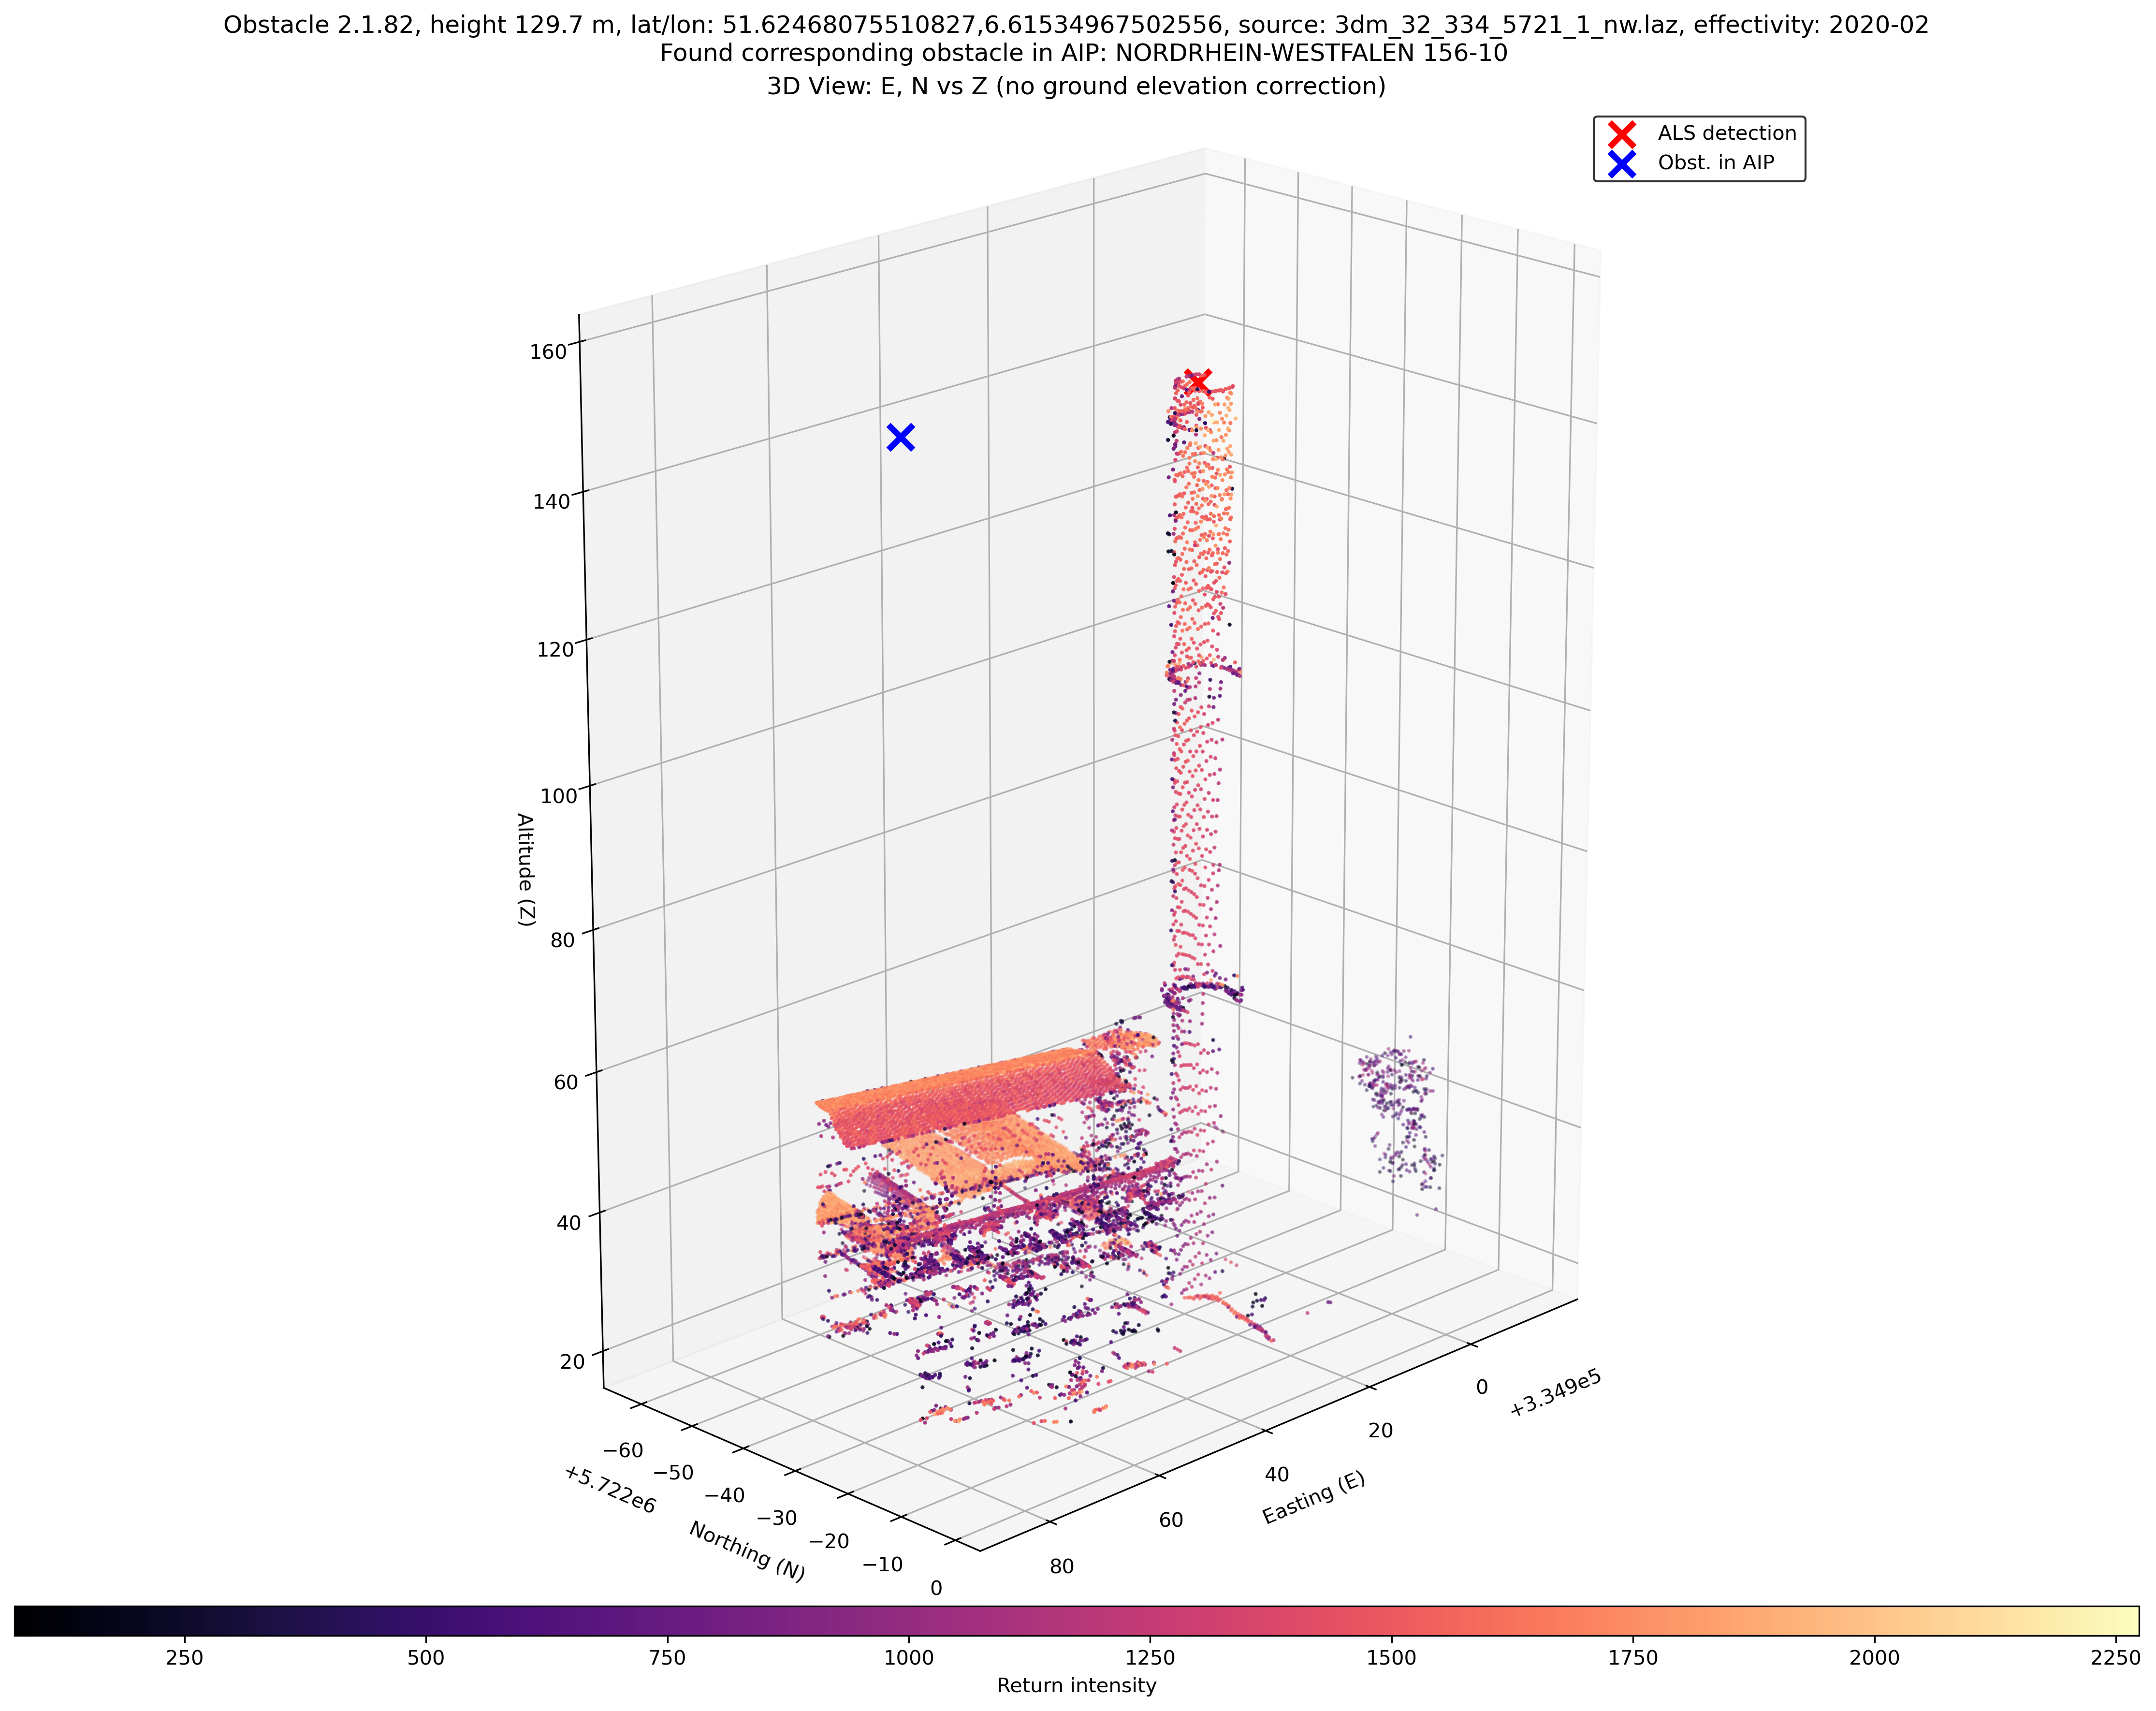 Obstacle 2.1.82, height 129.7 m, lat/lon: 51.62468075510827,6.61534967502556, source: 3dm_32_334_5721_1_nw.laz, effectivity: 2020-02
Found corresponding obstacle in AIP: NORDRHEIN-WESTFALEN 156-10
3D View: E, N vs Z (no ground elevation correction)
ALS detection
Obst. in AIP
160
140
120
100
80
60
40
20
Altitude (Z)
−60
−50
−40
−30
−20
−10
0
+5.722e6
Northing (N)
80
60
40
20
0
+3.349e5
Easting (E)
250
500
750
1000
1250
1500
1750
2000
2250
Return intensity